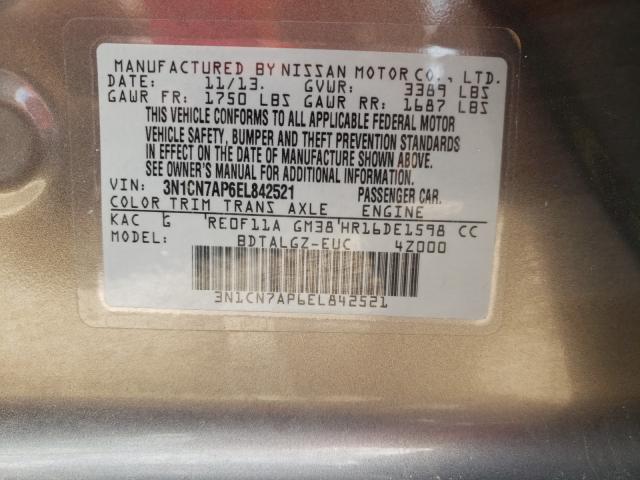 MANUFACTURED BY NISSAN MOTOR CO., LTD.
DATE: 11/13. GVWR: 3389 LBS
GAWR FR: 1750 LBS GAWR RR: 1687 LBS
THIS VEHICLE CONFORMS TO ALL APPLICABLE FEDERAL MOTOR
VEHICLE SAFETY, BUMPER AND THEFT PREVENTION STANDARDS
IN EFFECT ON THE DATE OF MANUFACTURE SHOWN ABOVE.
SEE OWNER'S MANUAL FOR ADDITIONAL INFORMATION.
VIN: 3N1CN7AP6EL842521 PASSENGER CAR.
COLOR TRIM TRANS AXLE ENGINE
KAC G 'RE0F11A GM38'HR16DE1598 CC
MODEL: BDTALGZ-EUC 4Z000
3N1CN7AP6EL842521